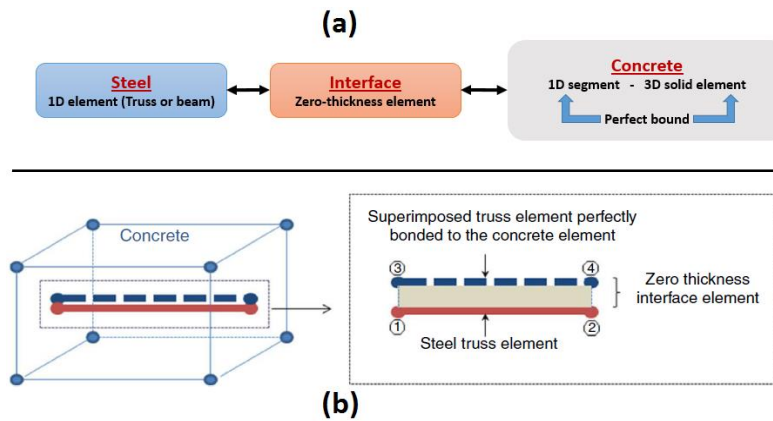 (a)
Steel
1D element (Truss or beam)
Interface
Zero-thickness element
Concrete
1D segment - 3D solid element
Perfect bound
Concrete
Superimposed truss element perfectly
bonded to the concrete element
3
4
Zero thickness
interface element
1
2
Steel truss element
(b)